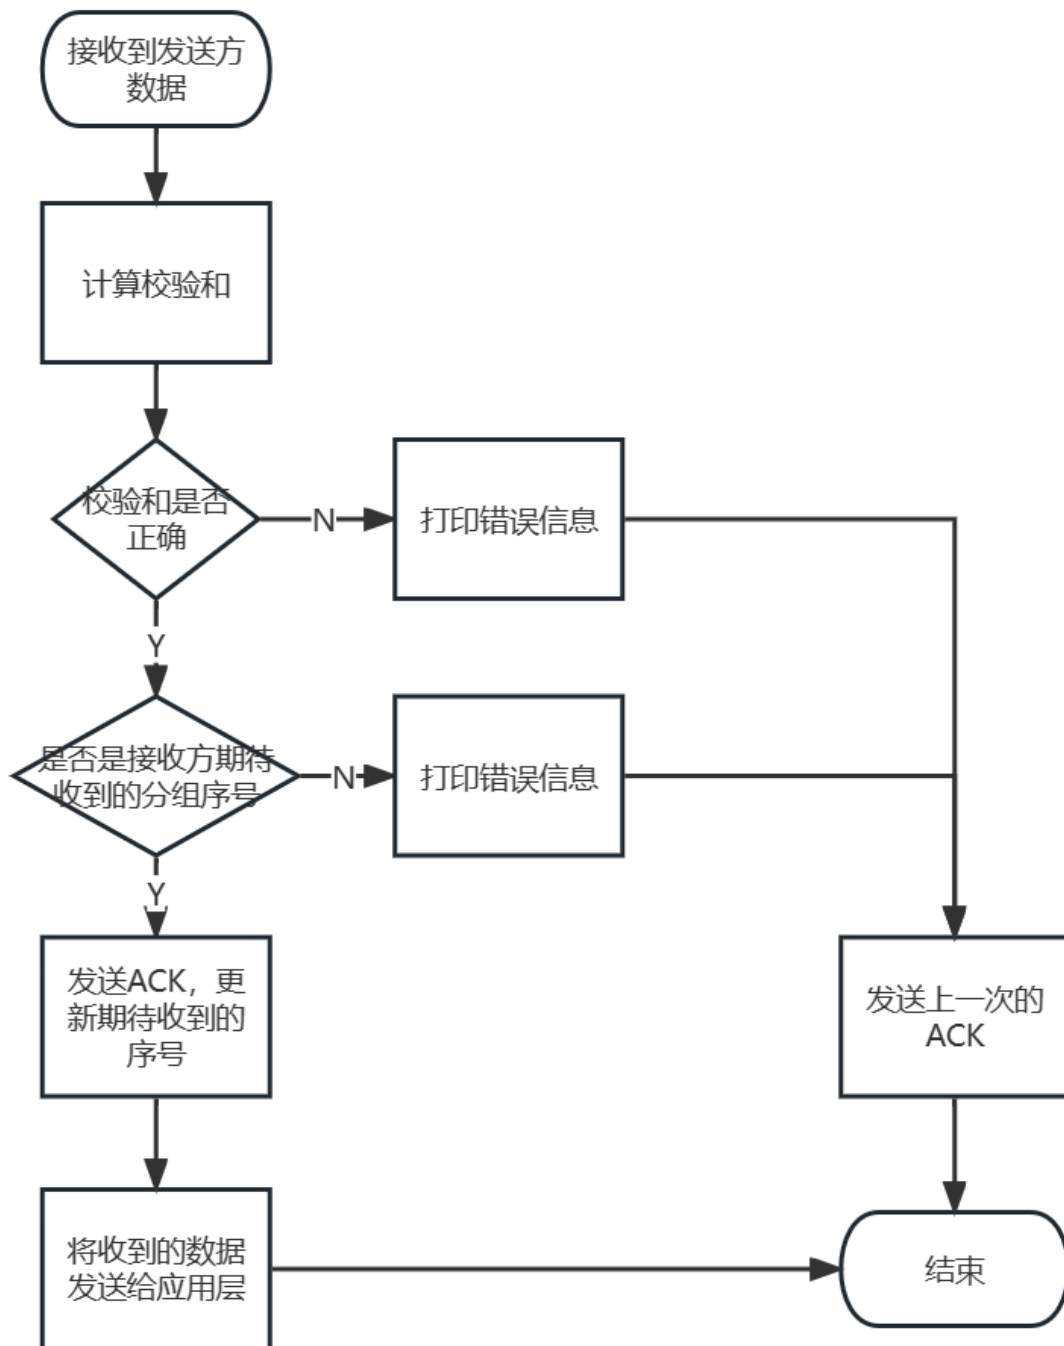 接收到发送方
数据
计算校验和
校验和是否
正确
N
打印错误信息
Y
是否是接收方期待
收到的分组序号
N
打印错误信息
Y
发送ACK，更
新期待收到的
序号
发送上一次的
ACK
将收到的数据
发送给应用层
结束